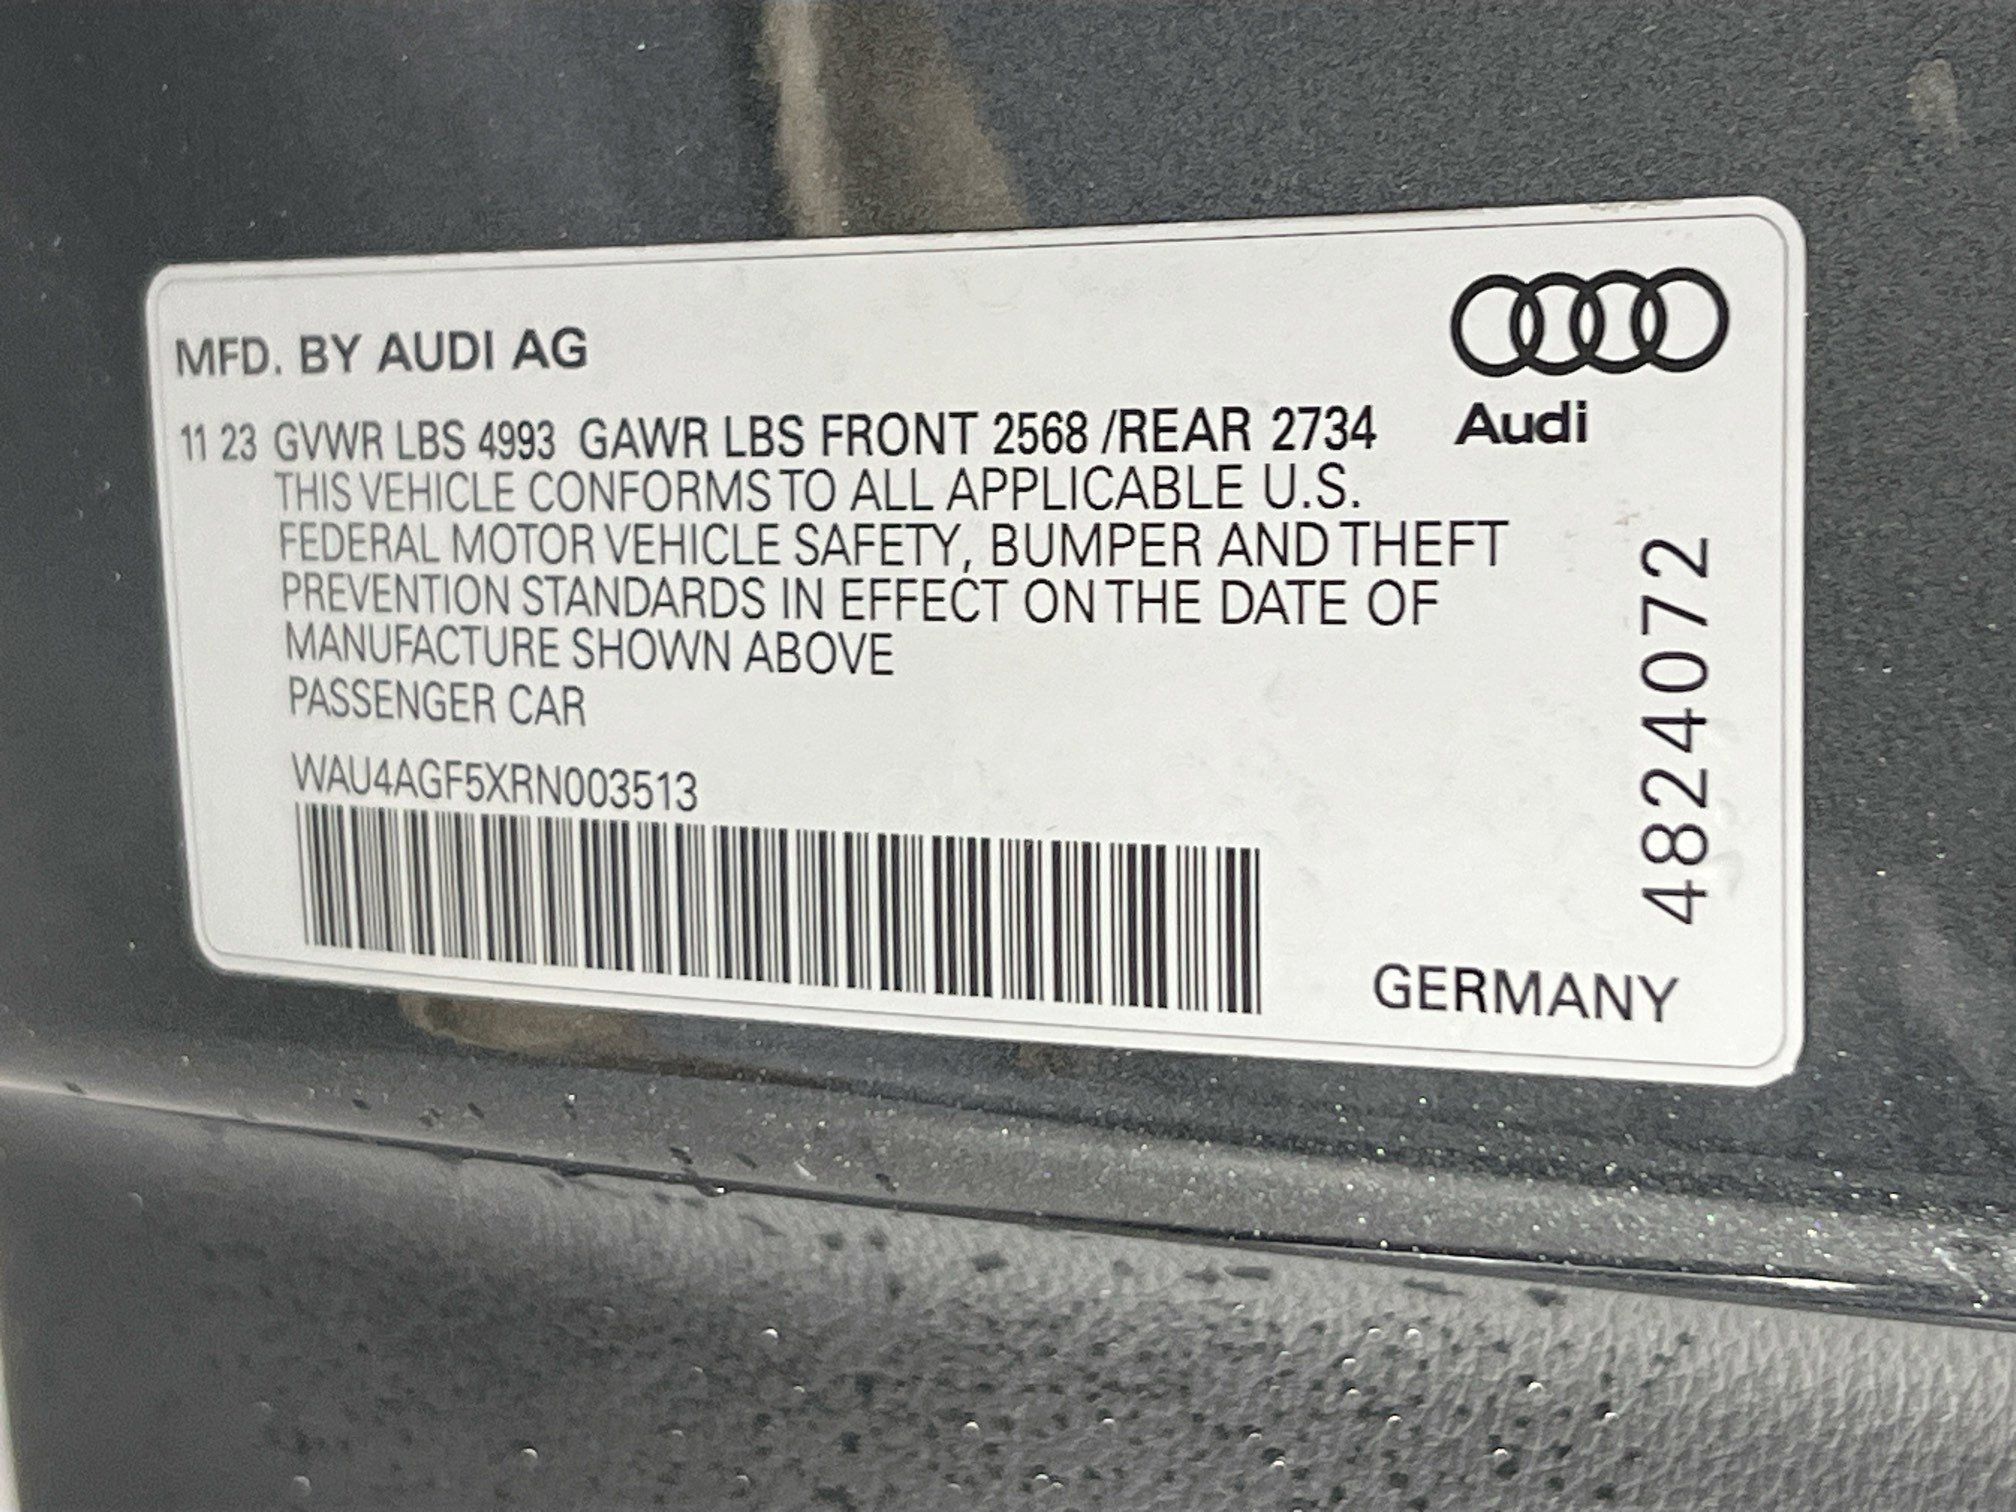 MFD. BY AUDI AG
Audi
11 23 GVWR LBS 4993 GAWR LBS FRONT 2568 /REAR 2734
THIS VEHICLE CONFORMS TO ALL APPLICABLE U.S.
FEDERAL MOTOR VEHICLE SAFETY, BUMPER AND THEFT
PREVENTION STANDARDS IN EFFECT ON THE DATE OF
MANUFACTURE SHOWN ABOVE
PASSENGER CAR
WAU4AGF5XRN003513
4824072
GERMANY